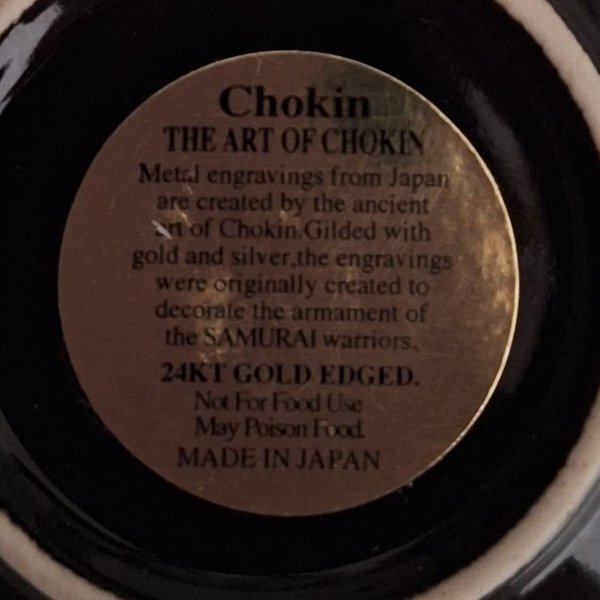 Chokin
THE ART OF CHOKIN
Metal engravings from Japan
are created by the ancient
art of Chokin.Gilded with
gold and silver,the engravings
were originally created to
decorate the armament of
the SAMURAI warriors.
24KT GOLD EDGED.
Not For Food Use
May Poison Food.
MADE IN JAPAN